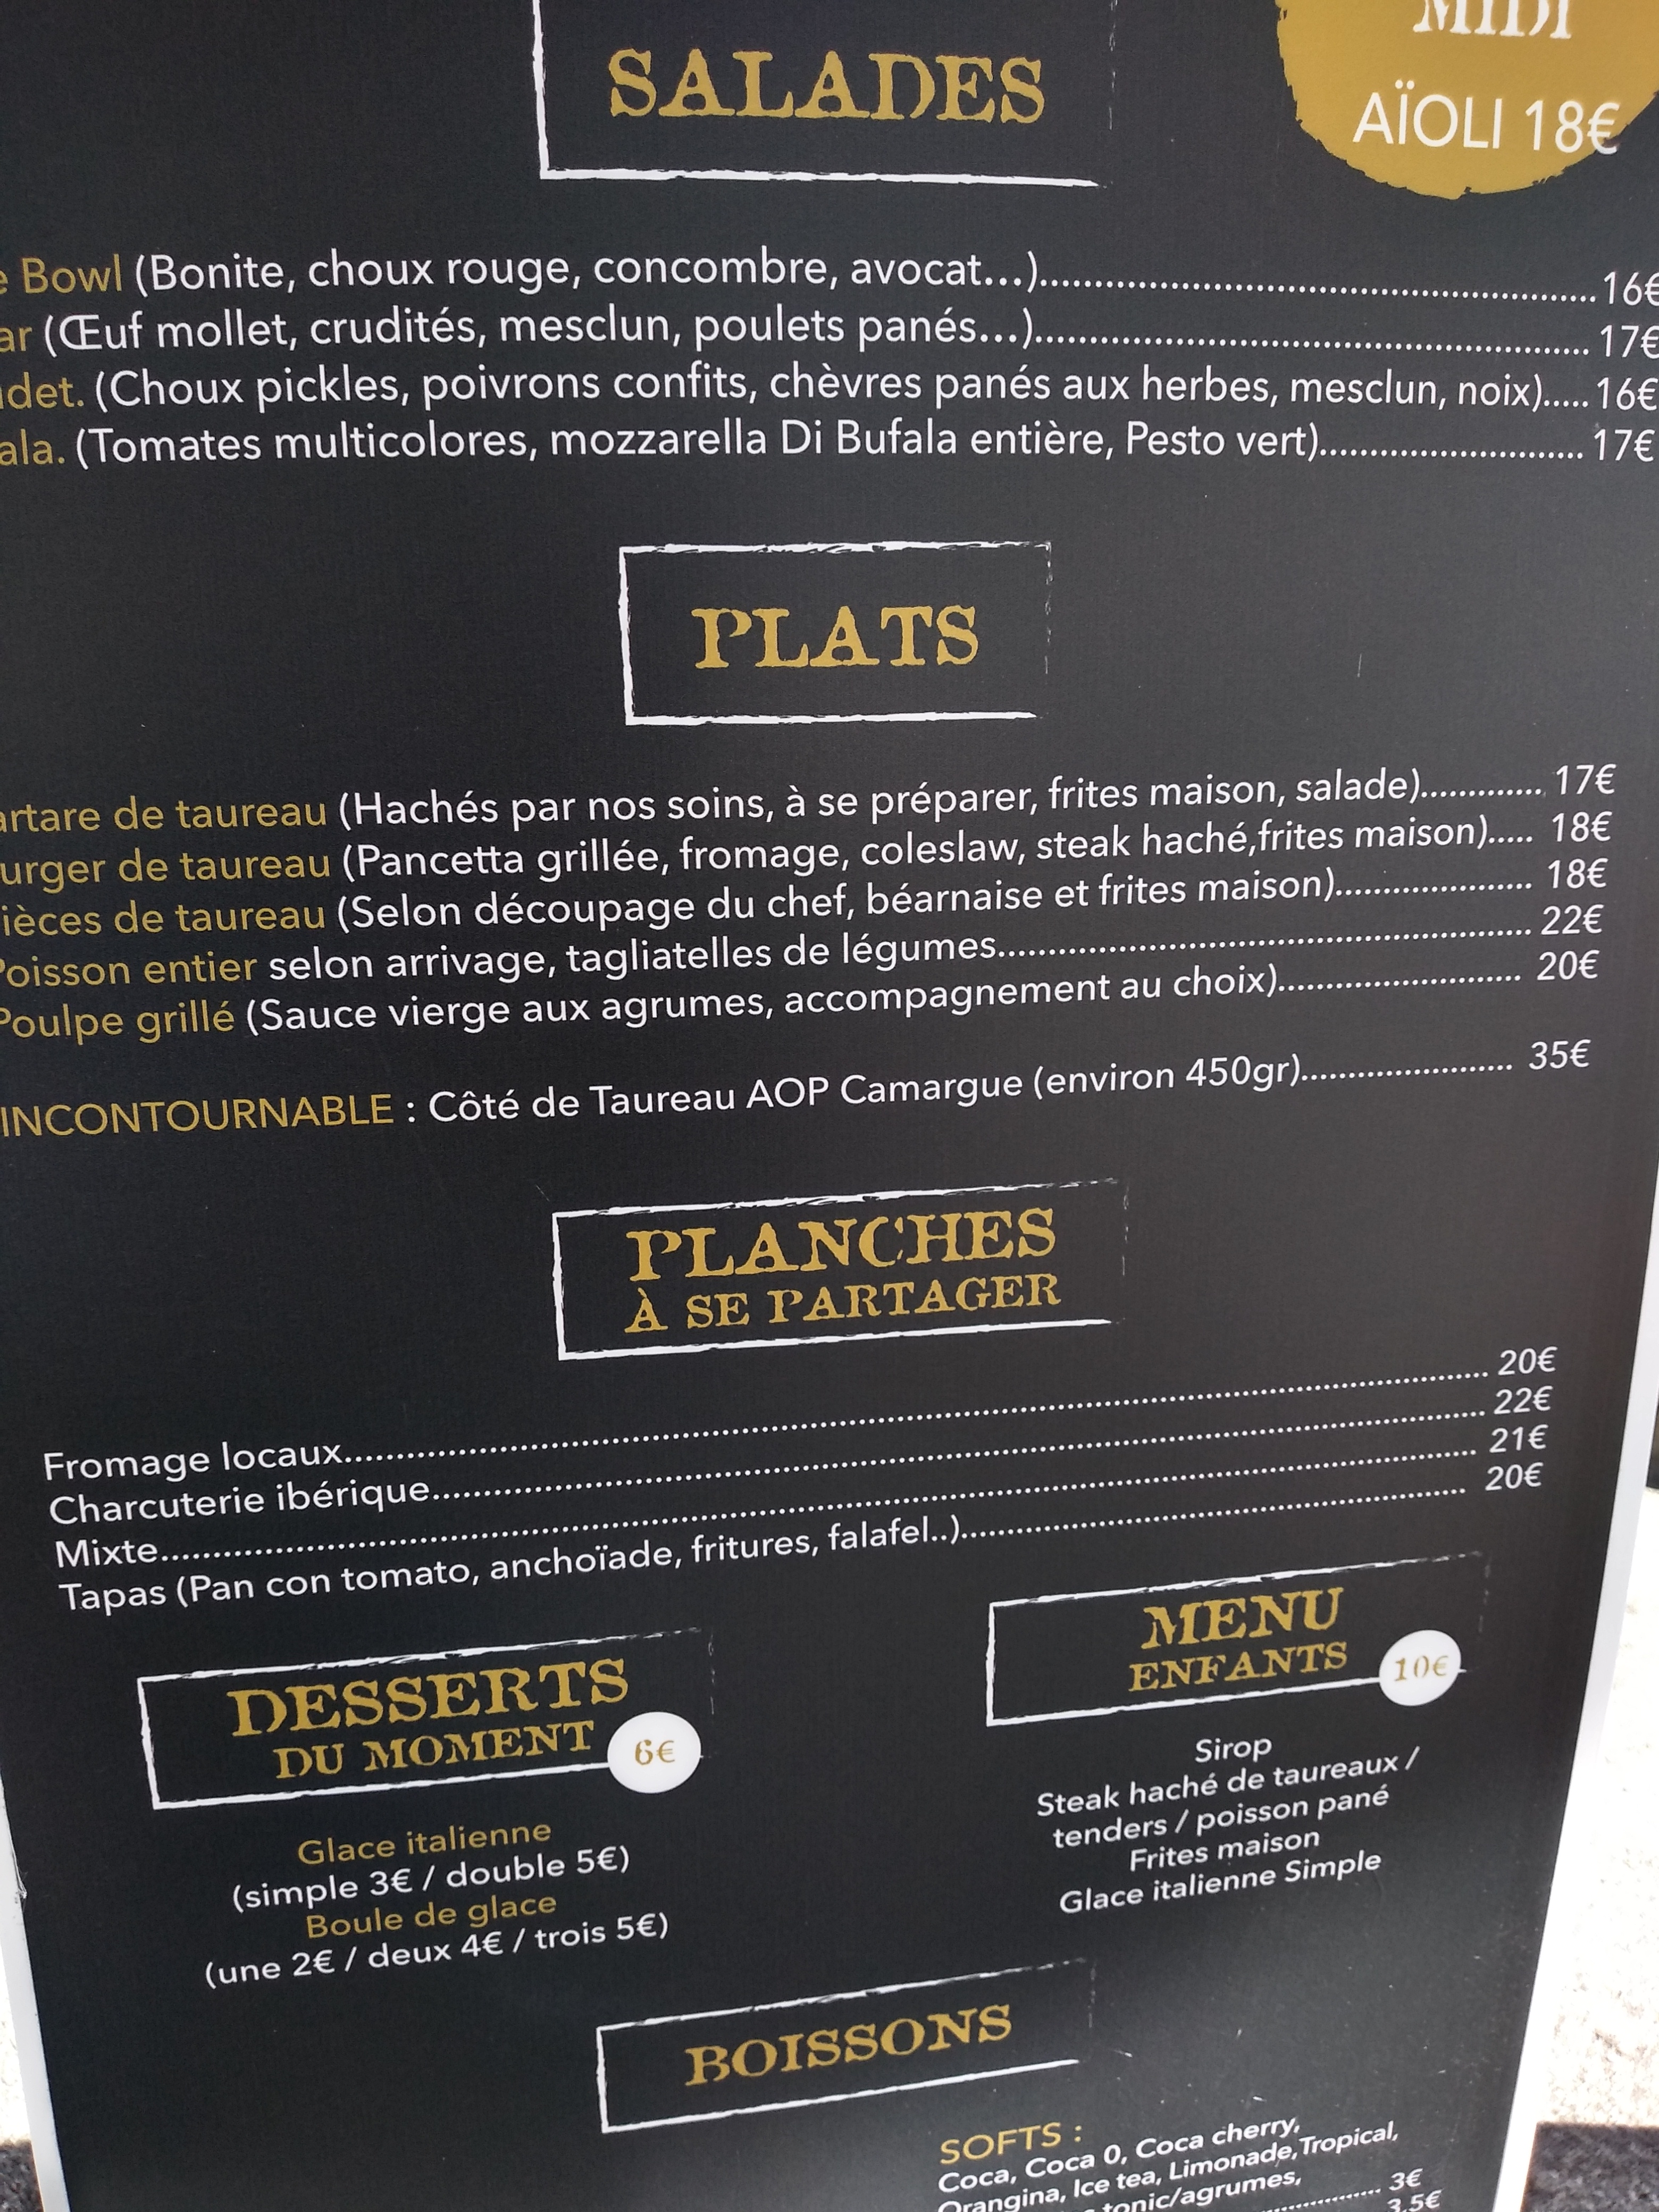 MIDI
AÏOLI 18€
SALADES
Bowl (Bonite, choux rouge, concombre, avocat...)..... 16€
(Œuf mollet, crudités, mesclun, poulets panés...)..... 17€
(Choux pickles, poivrons confits, chèvres panés aux herbes, mesclun, noix)..... 16€
(Tomates multicolores, mozzarella Di Bufala entière, Pesto vert)..... 17€
PLATS
artare de taureau (Hachés par nos soins, à se préparer, frites maison, salade)..... 17€
urger de taureau (Pancetta grillée, fromage, coleslaw, steak haché,frites maison)..... 18€
ièces de taureau (Selon découpage du chef, béarnaise et frites maison)..... 18€
Poisson entier selon arrivage, tagliatelles de légumes..... 22€
Poulpe grillé (Sauce vierge aux agrumes, accompagnement au choix)..... 20€
INCONTOURNABLE : Côté de Taureau AOP Camargue (environ 450gr)..... 35€
PLANCHES
À SE PARTAGER
Fromage locaux..... 20€
Charcuterie ibérique..... 22€
Mixte..... 21€
Tapas (Pan con tomato, anchoïade, fritures, falafel..)..... 20€
DESSERTS
DU MOMENT
6€
Glace italienne
(simple 3€ / double 5€)
Boule de glace
(une 2€ / deux 4€ / trois 5€)
MENU
ENFANTS
10€
Sirop
Steak haché de taureaux /
tenders / poisson pané
Frites maison
Glace italienne Simple
BOISSONS
SOFTS :
Coca, Coca 0, Coca cherry,
Orangina, Ice tea, Limonade,Tropical,
tonic/agrumes,
..... 3€
3,5€